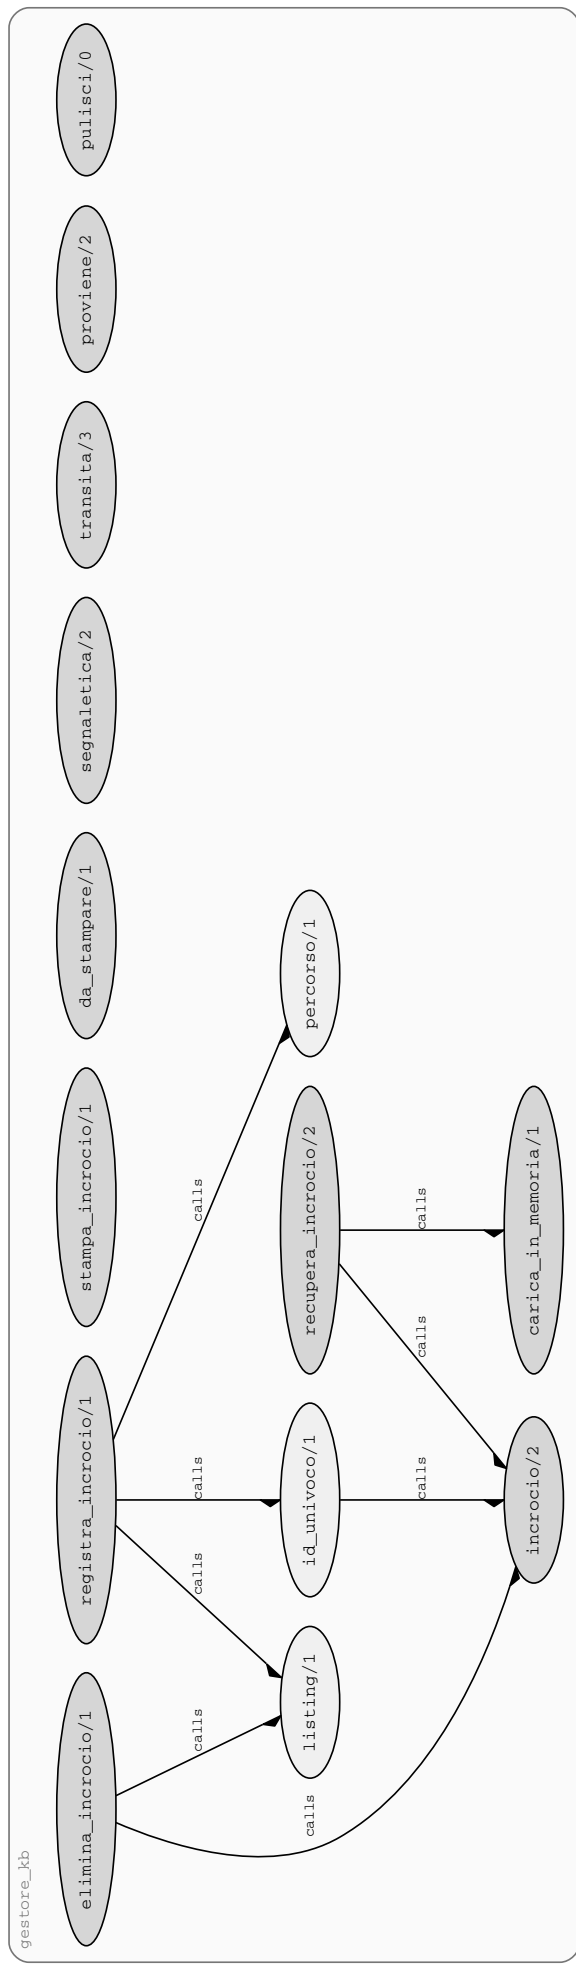 gestore_kb
elimina_incrocio/1
registra_incrocio/1
stampa_incrocio/1
da_stampare/1
segnaletica/2
transita/3
proviene/2
pulisci/0
calls
calls
calls
calls
calls
listing/1
id_univoco/1
recupera_incrocio/2
percorso/1
calls
calls
calls
incrocio/2
carica_in_memoria/1